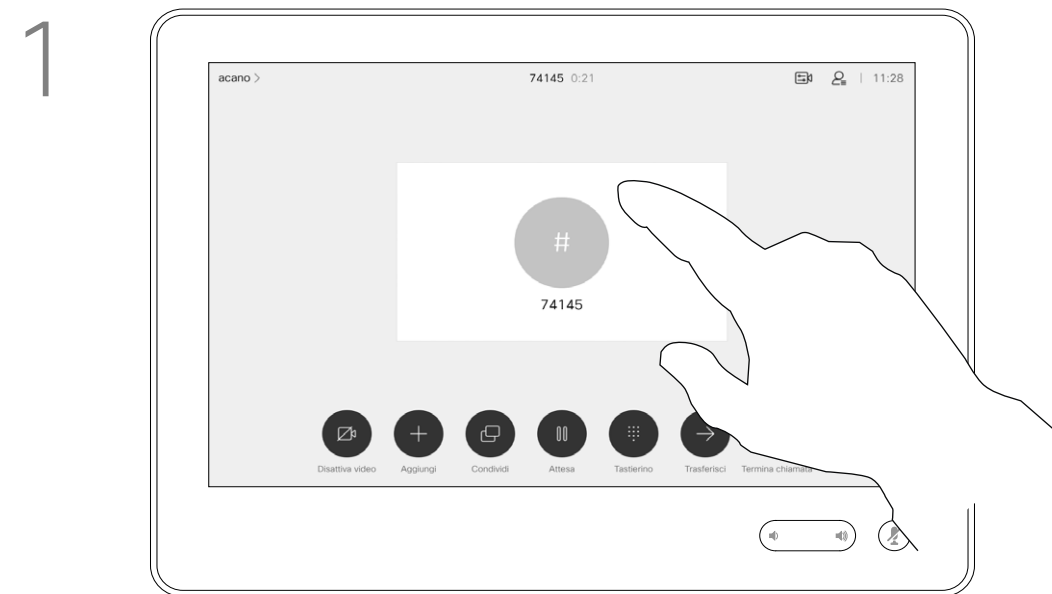 1
acano >
74145 0:21
11:28
#
74145
Disattiva video Aggiungi Condividi Attesa Tastierino Trasferisci Termina chiamata